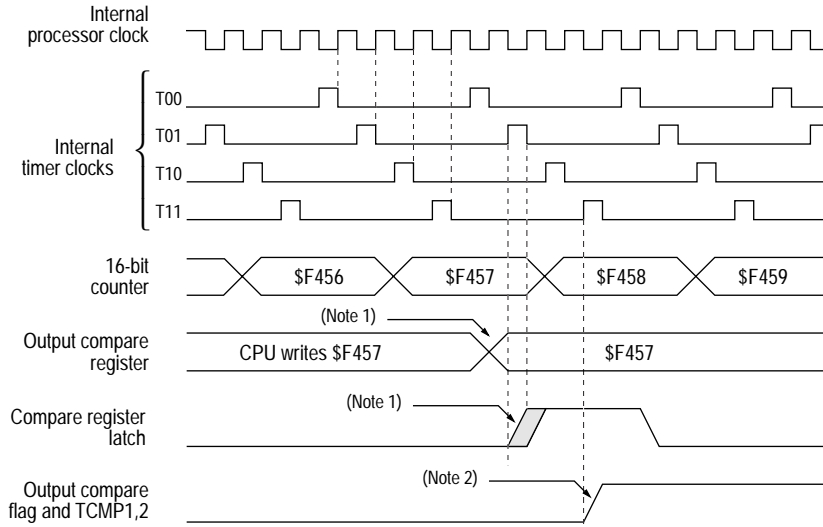 Internal
processor clock
T00
T01
Internal
timer clocks
T10
T11
16-bit
counter
$F456
$F457
$F458
$F459
(Note 1)
Output compare
register
CPU writes $F457
$F457
(Note 1)
Compare register
latch
(Note 2)
Output compare
flag and TCMP1,2